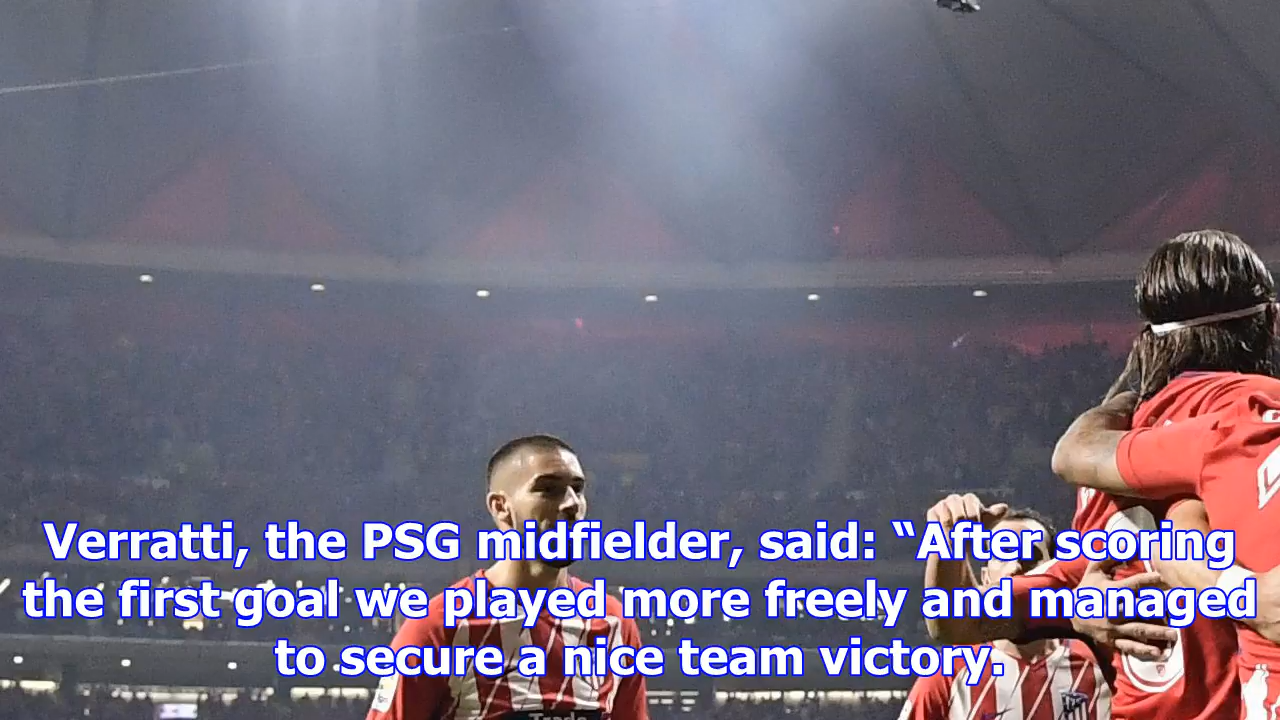 Verratti, the PSG midfielder, said: “After scoring
the first goal we played more freely and managed
to secure a nice team victory.
Trade